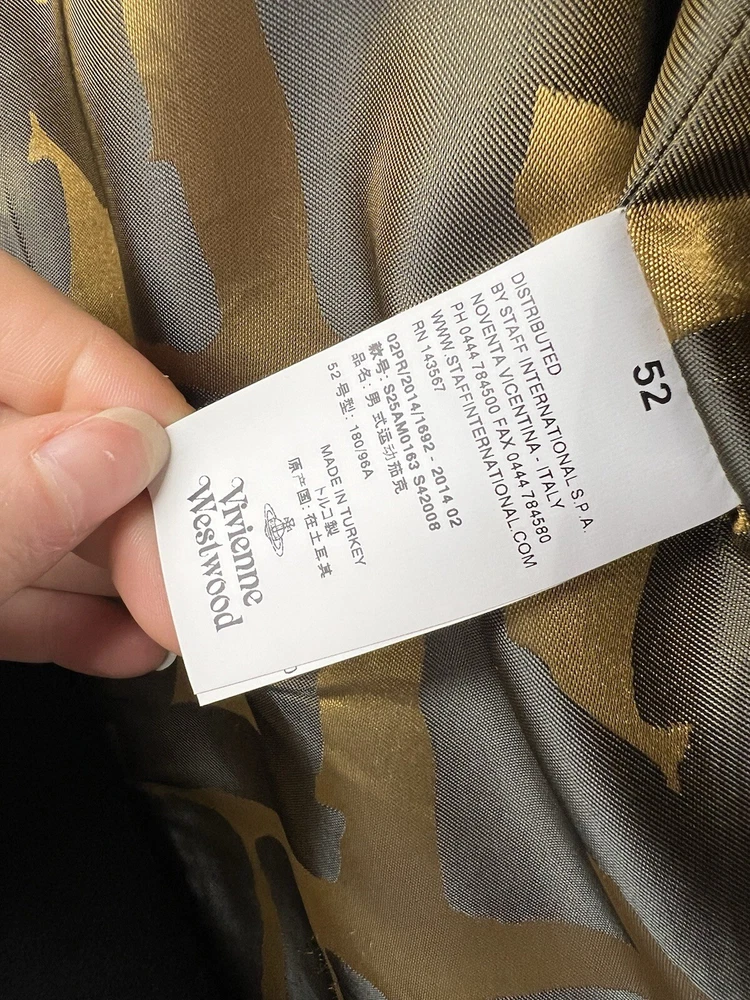 52
DISTRIBUTED
BY STAFF INTERNATIONAL S.P.A.
NOVENTA VICENTINA - ITALY
PH 0444 784500 FAX 0444 784580
WWW.STAFFINTERNATIONAL.COM
RN 143567
02PR/2014/1692 - 2014 02
款号: S25AM0163 S42008
品名: 男式运动茄克
52 号型: 180/96A
MADE IN TURKEY
トルコ製
原产国: 在土耳其
Vivienne
Westwood